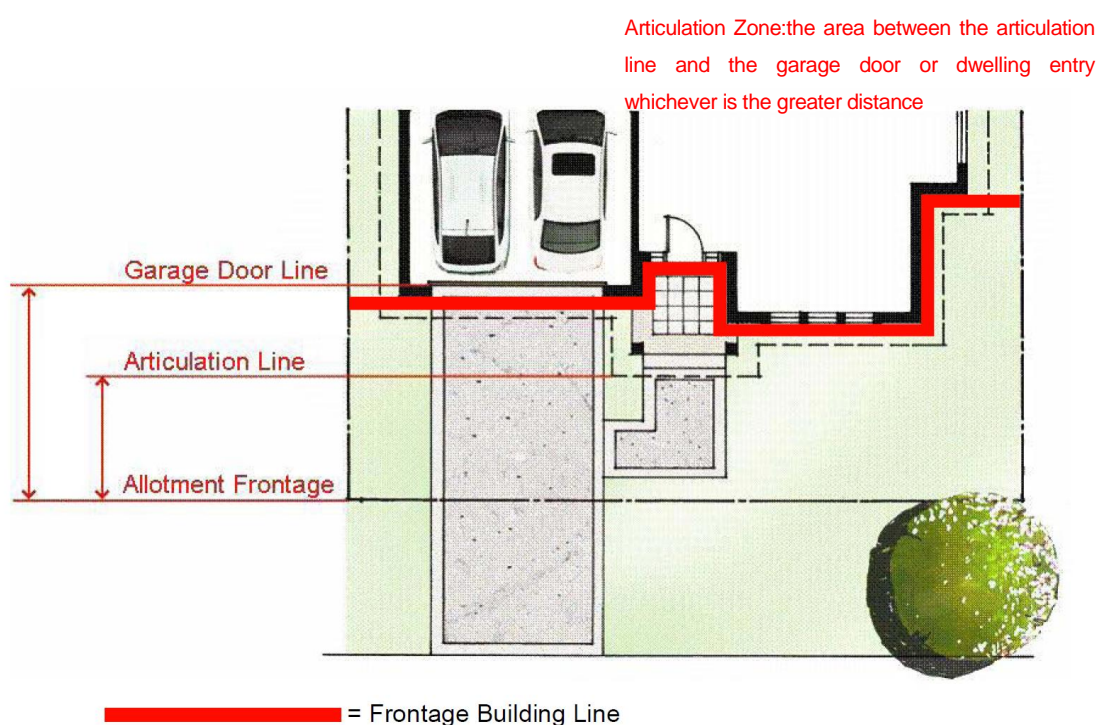 Articulation Zone:the area between the articulation
line and the garage door or dwelling entry
whichever is the greater distance
Garage Door Line
Articulation Line
Allotment Frontage
= Frontage Building Line